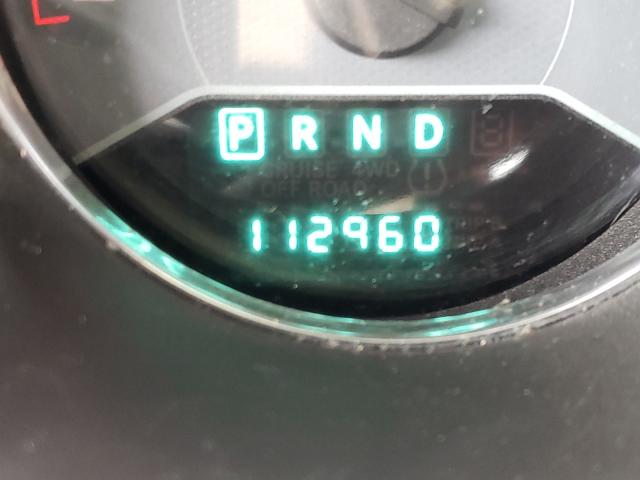 P R N D
CRUISE 4WD
OFF ROAD
112960